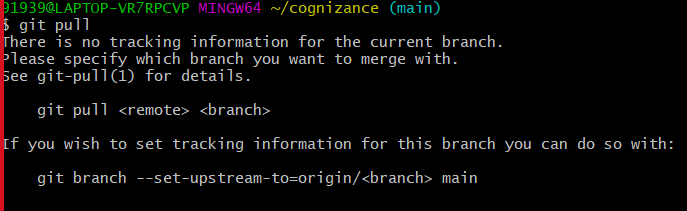 91939@LAPTOP-VR7RPCVP MINGW64 ~/cognizance (main)
$ git pull
There is no tracking information for the current branch.
Please specify which branch you want to merge with.
See git-pull(1) for details.

    git pull <remote> <branch>

If you wish to set tracking information for this branch you can do so with:

    git branch --set-upstream-to=origin/<branch> main